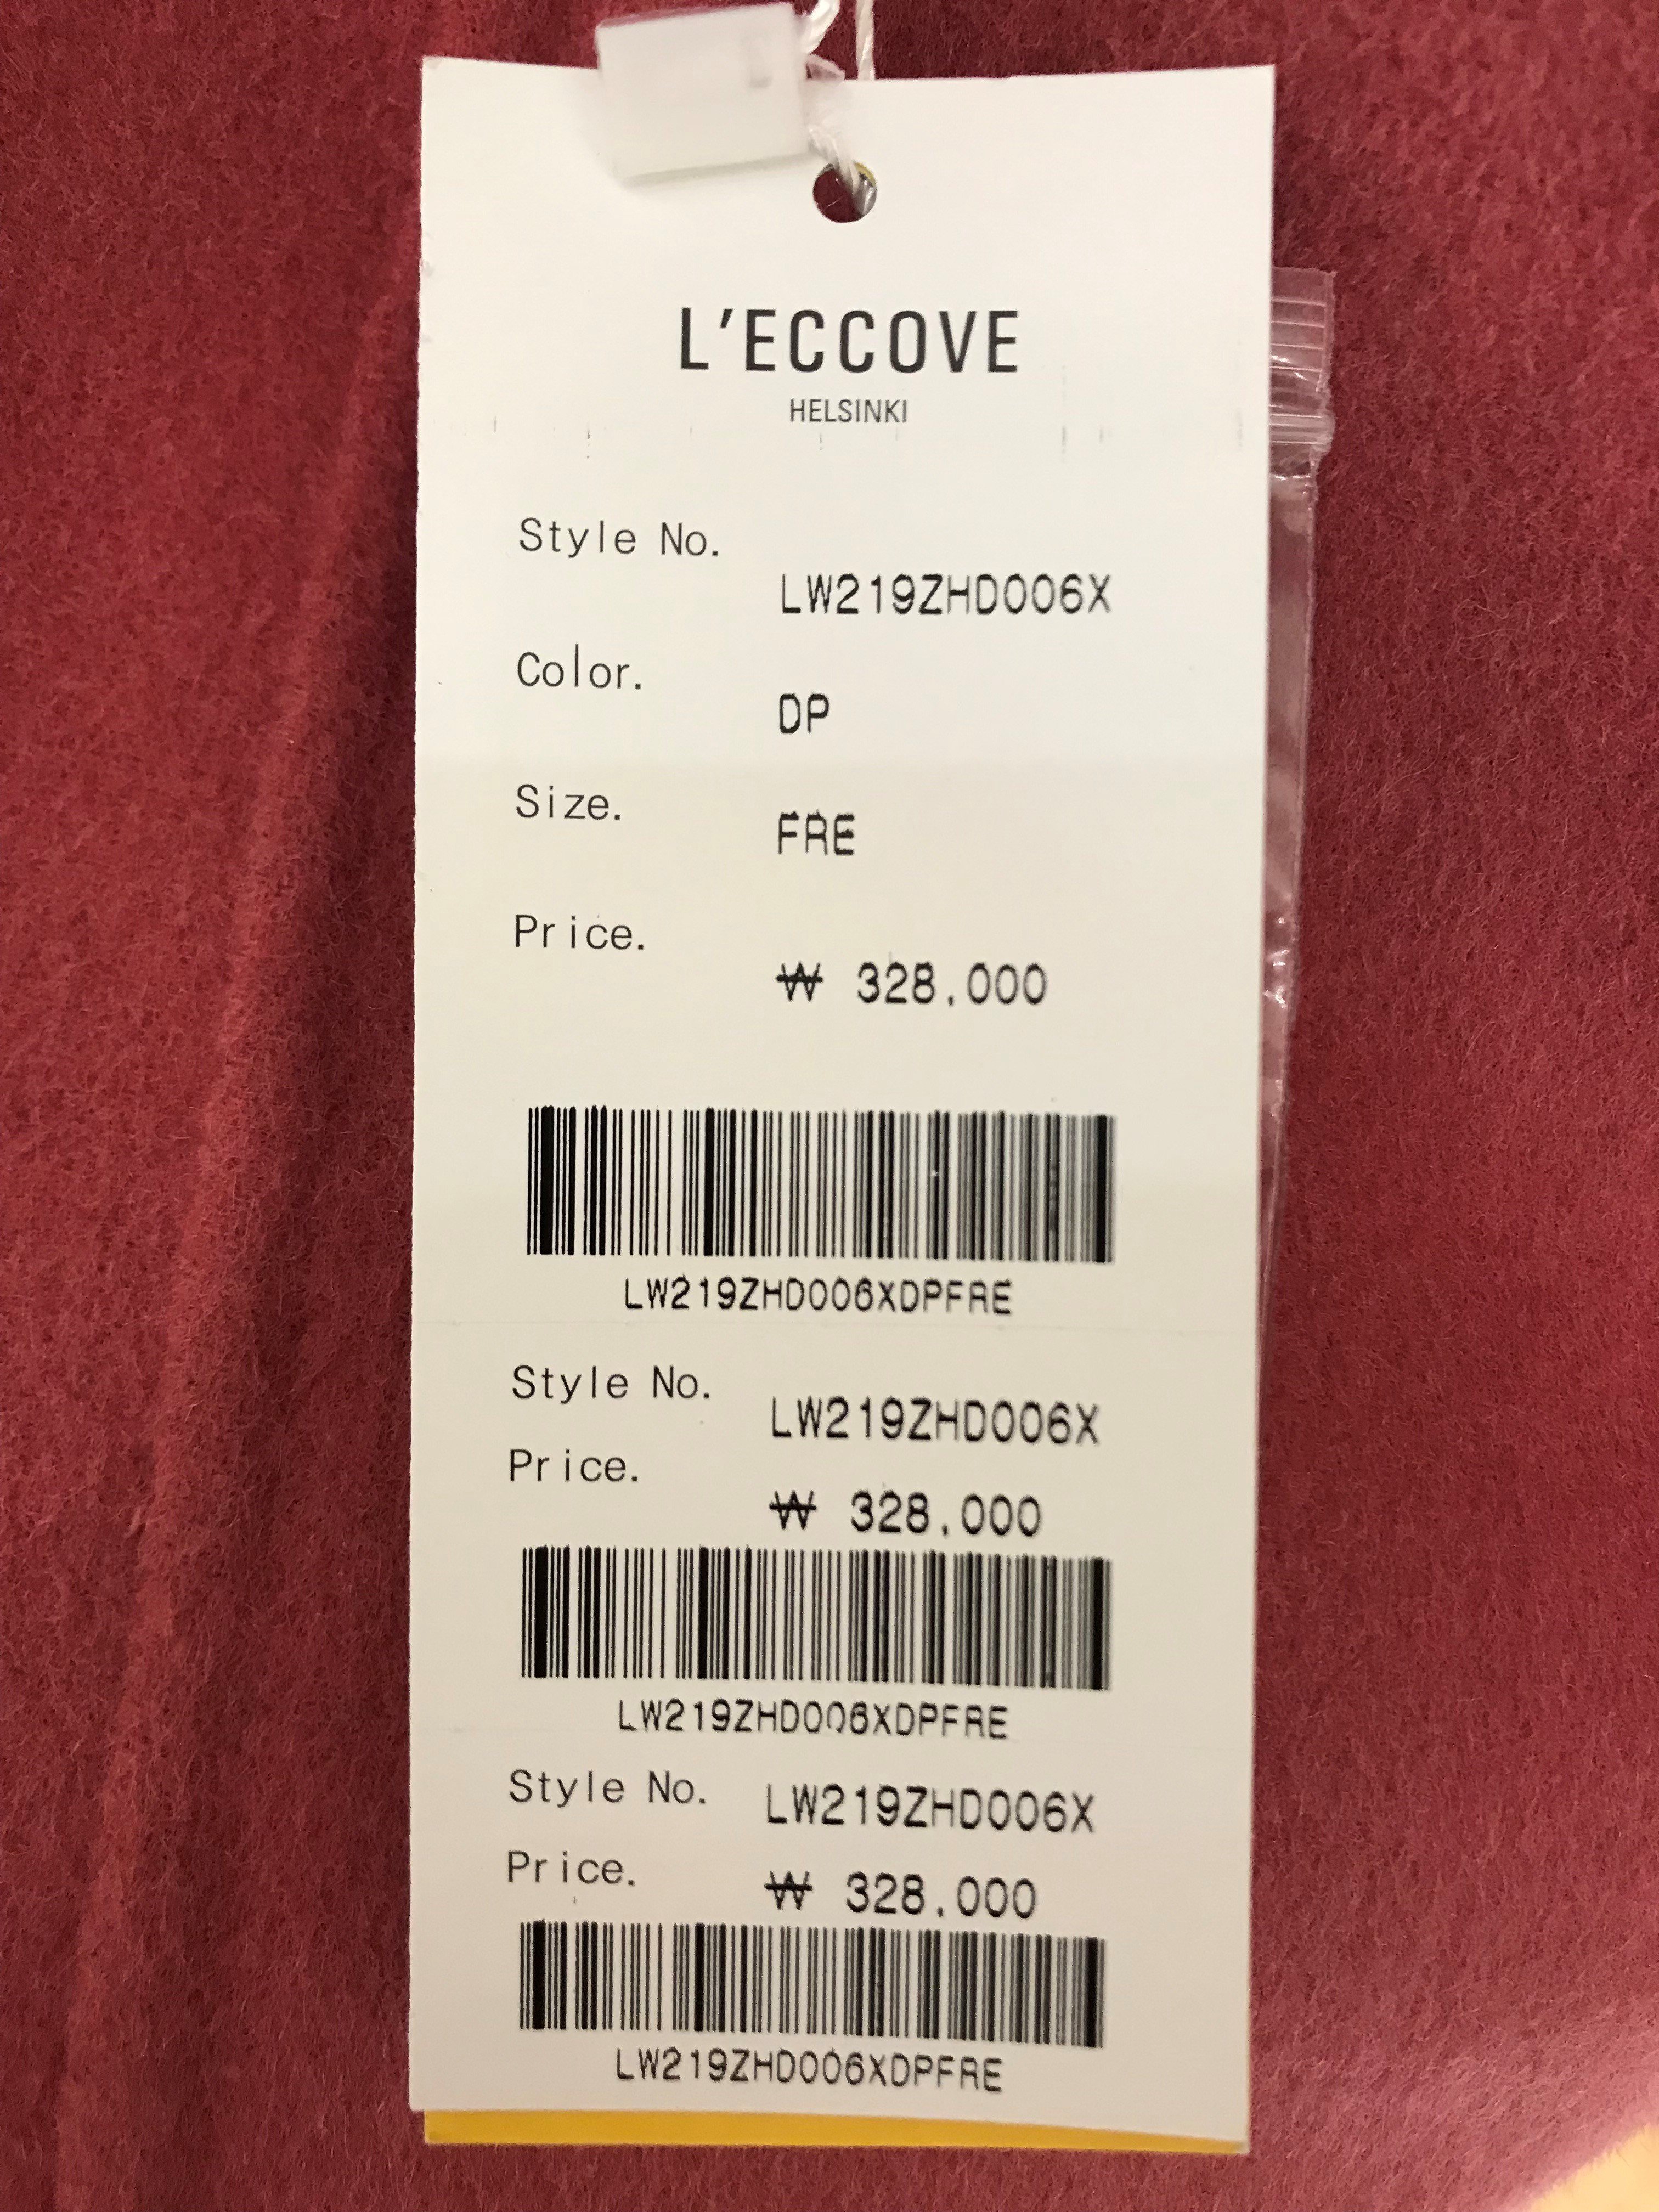 L'ECCOVE
HELSINKI
Style No.
LW219ZHD006X
Color.
DP
Size.
FRE
Price.
₩ 328,000
LW219ZHD006XDPFRE
Style No.
LW219ZHD006X
Price.
₩ 328,000
LW219ZHD006XDPFRE
Style No. LW219ZHD006X
Price. ₩ 328,000
LW219ZHD006XDPFRE